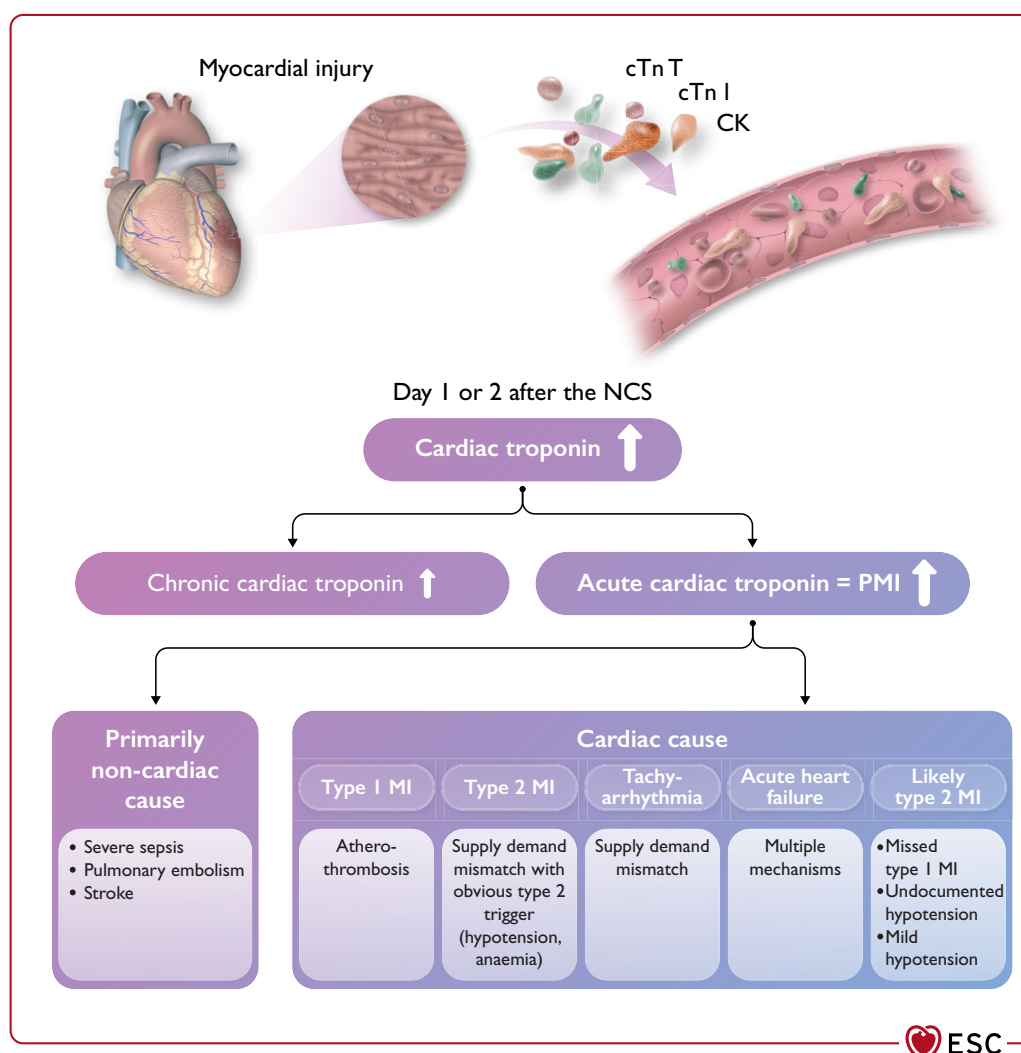 Myocardial injury
cTn T
cTn I
CK
Day 1 or 2 after the NCS
Cardiac troponin
Chronic cardiac troponin
Acute cardiac troponin = PMI
Primarily
non-cardiac
cause
• Severe sepsis
• Pulmonary embolism
• Stroke
Cardiac cause
Type 1 MI
Athero-
thrombosis
Type 2 MI
Supply demand
mismatch with
obvious type 2
trigger
(hypotension,
anaemia)
Tachy-
arrhythmia
Supply demand
mismatch
Acute heart
failure
Multiple
mechanisms
Likely
type 2 MI
•Missed
type 1 MI
•Undocumented
hypotension
•Mild
hypotension
ESC